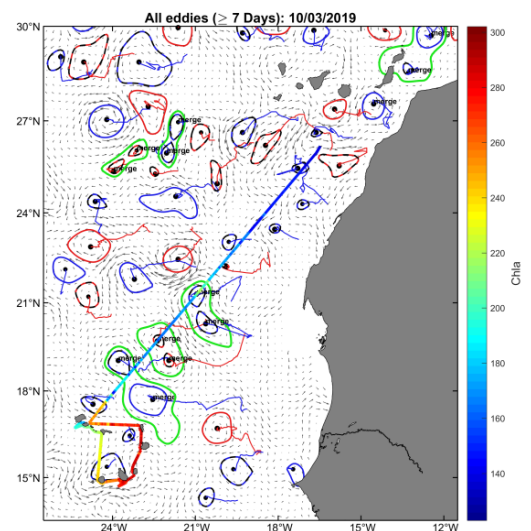 All eddies (≥ 7 Days): 10/03/2019
30°N
27°N
24°N
21°N
18°N
15°N
24°W
21°W
18°W
15°W
12°W
merge
merge
merge
merge
merge
merge
merge
merge
merge
merge
merge
300
280
260
240
220
200
180
160
140
Chla